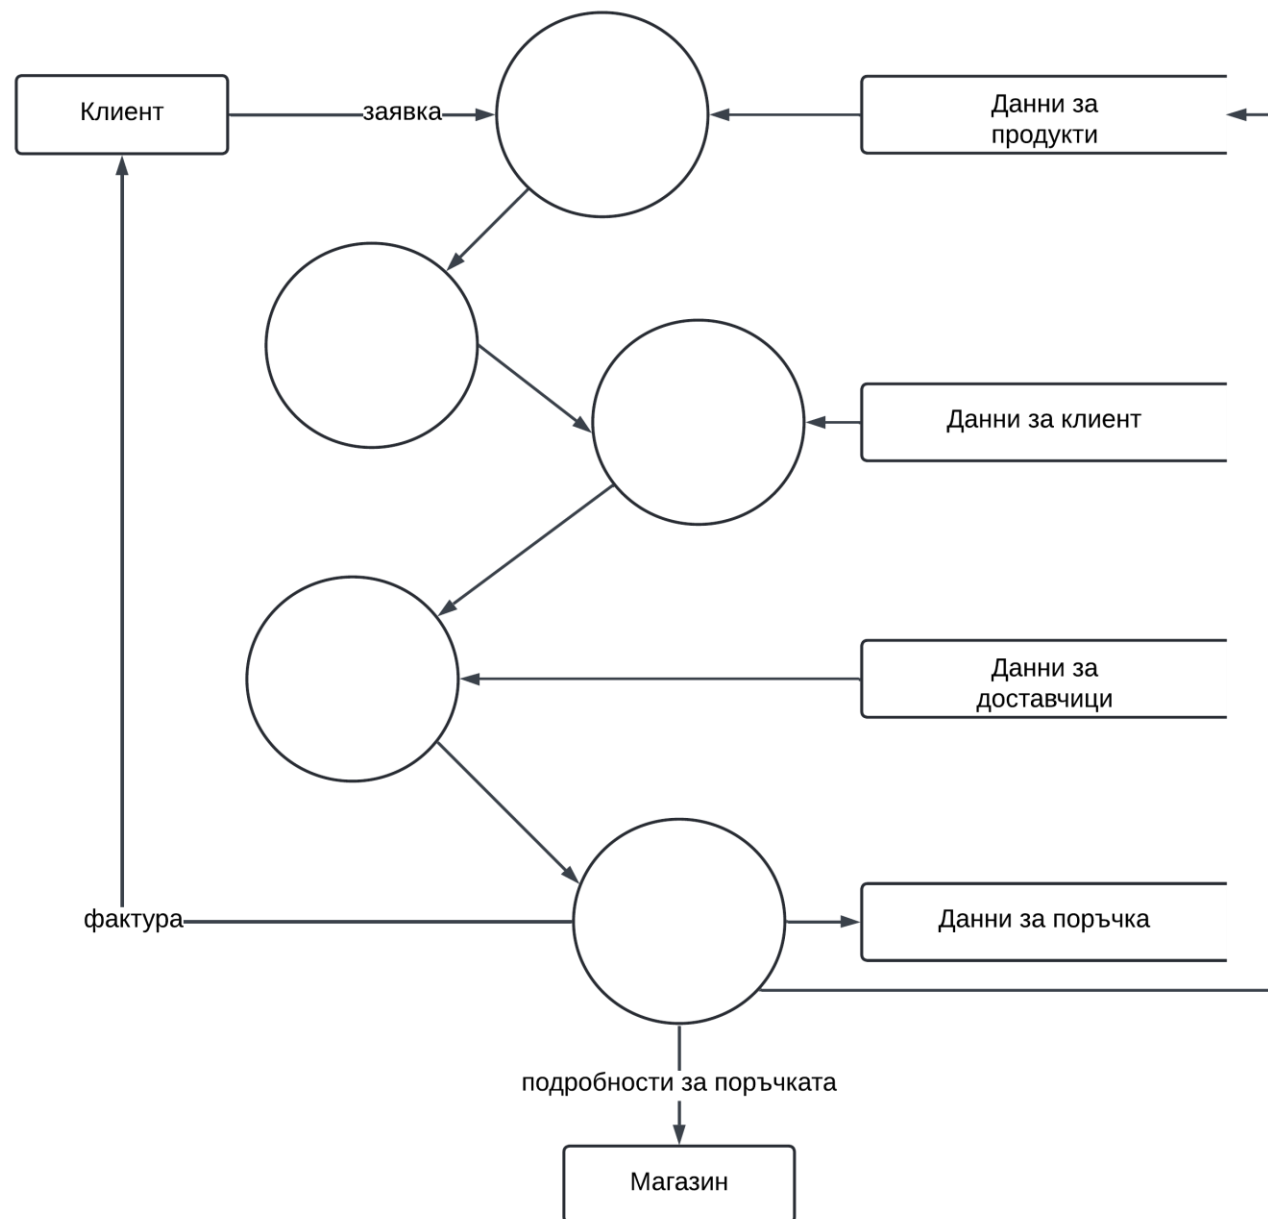 Клиент
заявка
Данни за
продукти
Данни за клиент
Данни за
доставчици
фактура
Данни за поръчка
подробности за поръчката
Магазин